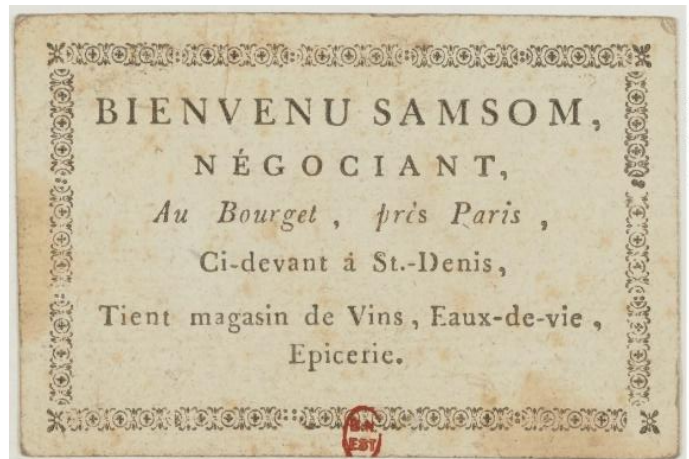 BIENVENU SAMSOM,
NÉGOCIANT,
Au Bourget, près Paris,
Ci-devant à St.-Denis,
Tient magasin de Vins, Eaux-de-vie,
Epicerie.
B.N
EST